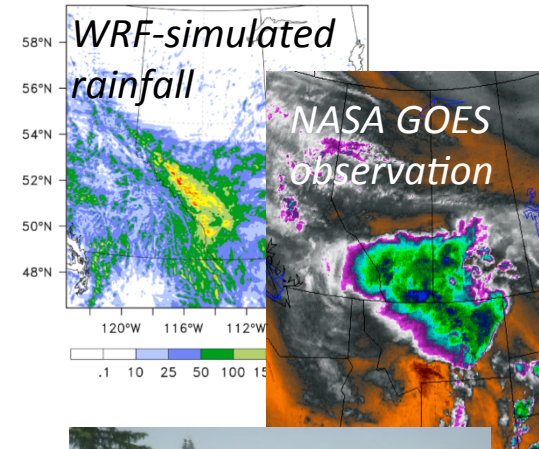 WRF-simulated
rainfall
NASA GOES
observation
58°N
56°N
54°N
52°N
50°N
48°N
120°W 116°W 112°W
.1 10 25 50 100